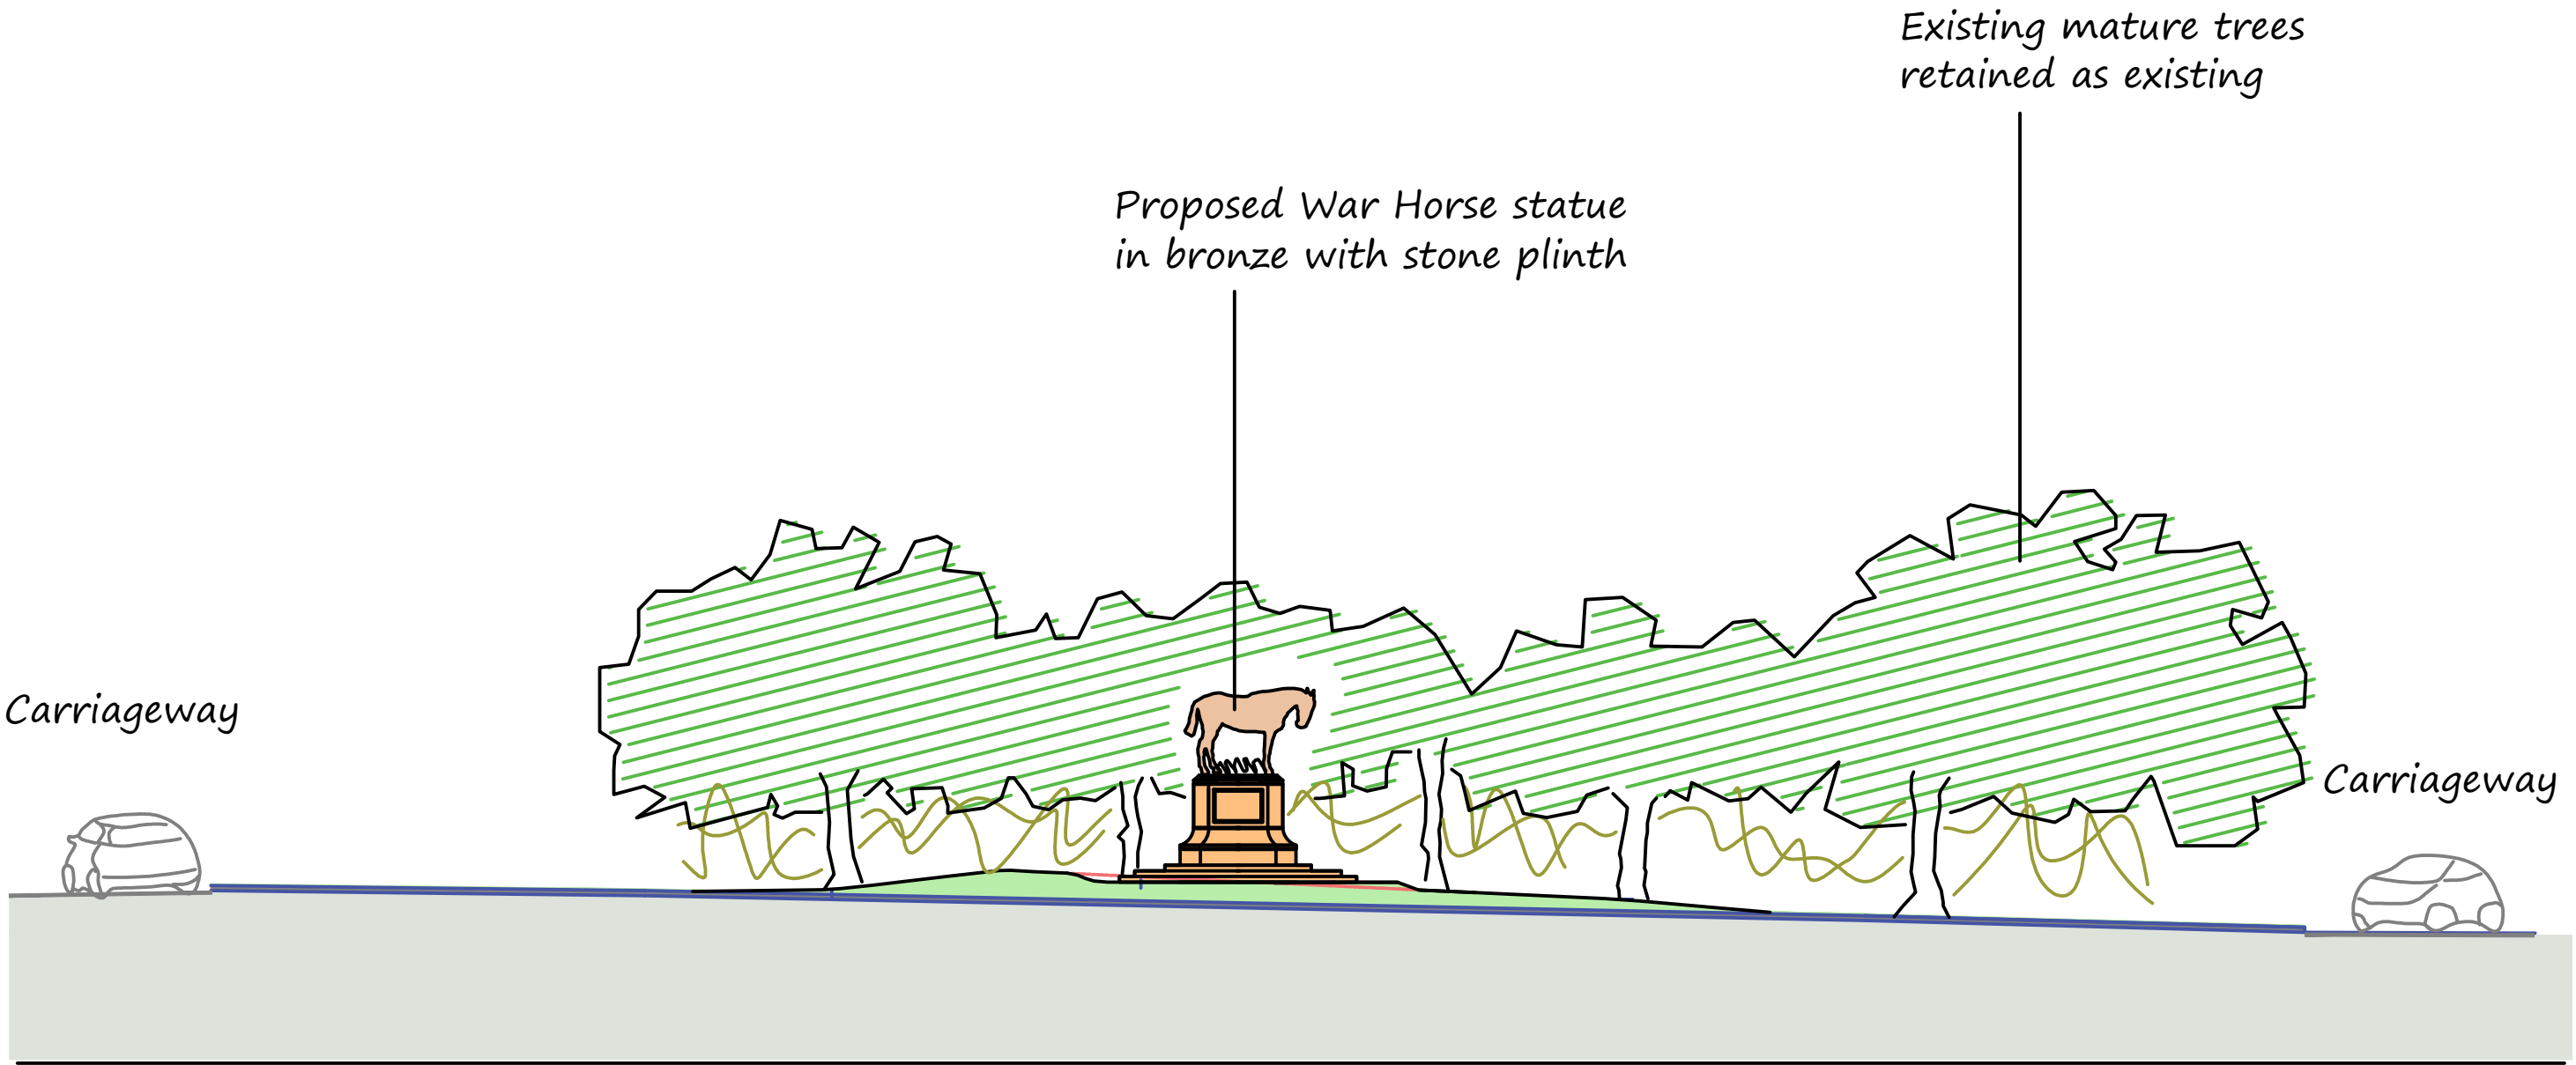 Existing mature trees
retained as existing
Proposed War Horse statue
in bronze with stone plinth
Carriageway
Carriageway